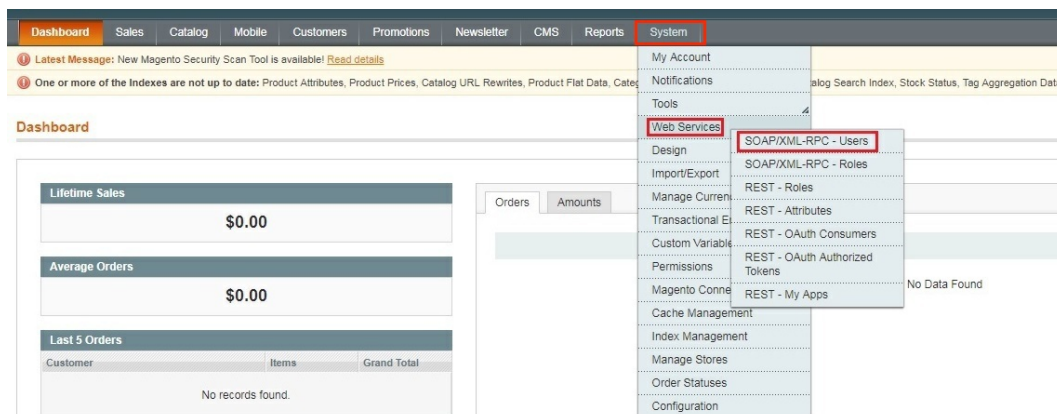 Dashboard Sales Catalog Mobile Customers Promotions Newsletter CMS Reports System
Latest Message: New Magento Security Scan Tool is available! Read details
One or more of the Indexes are not up to date: Product Attributes, Product Prices, Catalog URL Rewrites, Product Flat Data, alog Search Index, Stock Status, Tag Aggregation Dat
My Account
Notifications
Tools
Web Services
Design
Import/Export
Manage
Transactional
Custom
Permissions
Magento
Cache Management
Index Management
Manage Stores
Order Statuses
Configuration
SOAP/XML-RPC - Users
SOAP/XML-RPC - Roles
REST - Roles
REST - Attributes
REST - OAuth Consumers
REST - OAuth Authorized
Tokens
REST - My Apps
Dashboard
Lifetime Sales
$0.00
Average Orders
$0.00
Last 5 Orders
Customer Items Grand Total
No records found.
Orders Amounts
No Data Found